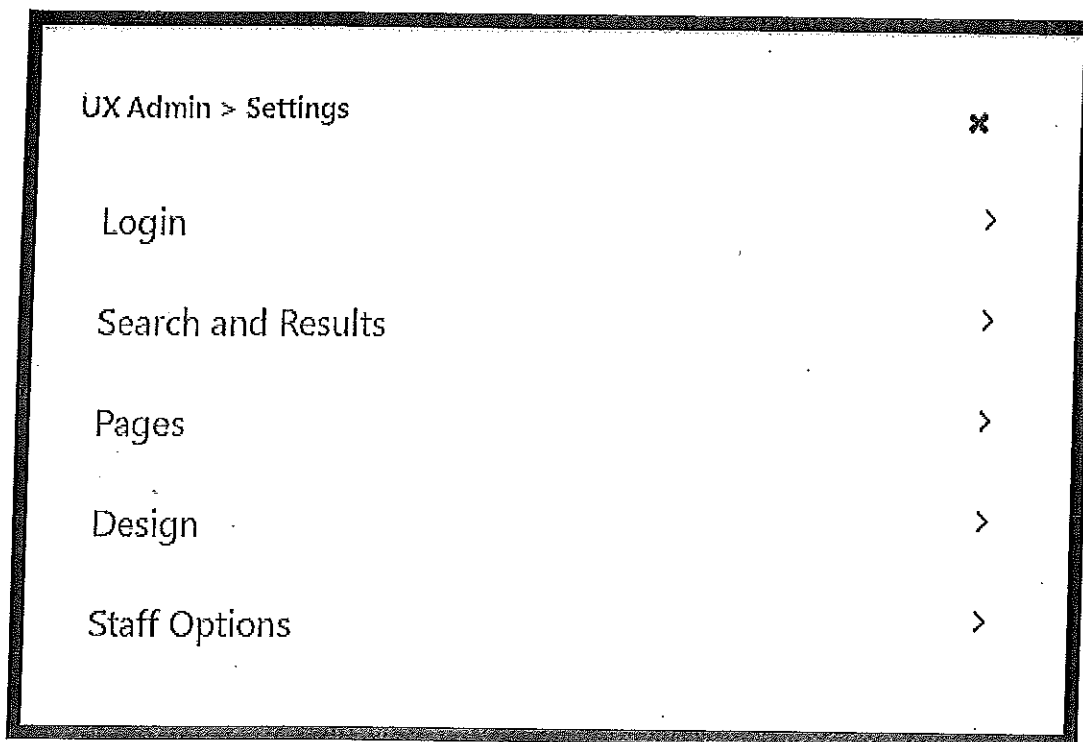 UX Admin > Settings
Login
Search and Results
Pages
Design
Staff Options